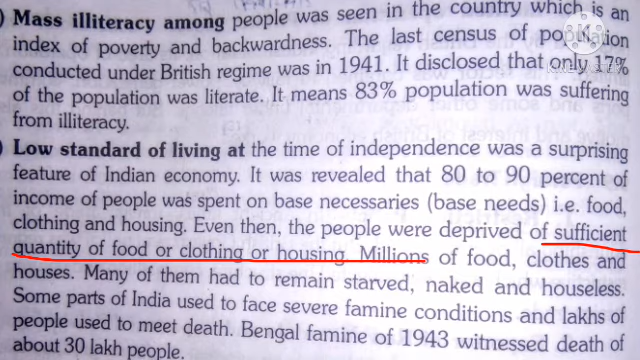 ) Mass illiteracy among people was seen in the country which is an
index of poverty and backwardness. The last census of
conducted under British regime was in 1941. It disclosed that only 17%
of the population was literate. It means 83% population was suffering
from illiteracy.
) Low standard of living at the time of independence was a surprising
feature of Indian economy. It was revealed that 80 to 90 percent of
income of people was spent on base necessaries (base needs) i.e. food,
clothing and housing. Even then, the people were deprived of sufficient
quantity of food or clothing or housing. Millions of food, clothes and
houses. Many of them had to remain starved, naked and houseless.
Some parts of India used to face severe famine conditions and lakhs of
people used to meet death. Bengal famine of 1943 witnessed death of
about 30 lakh people.